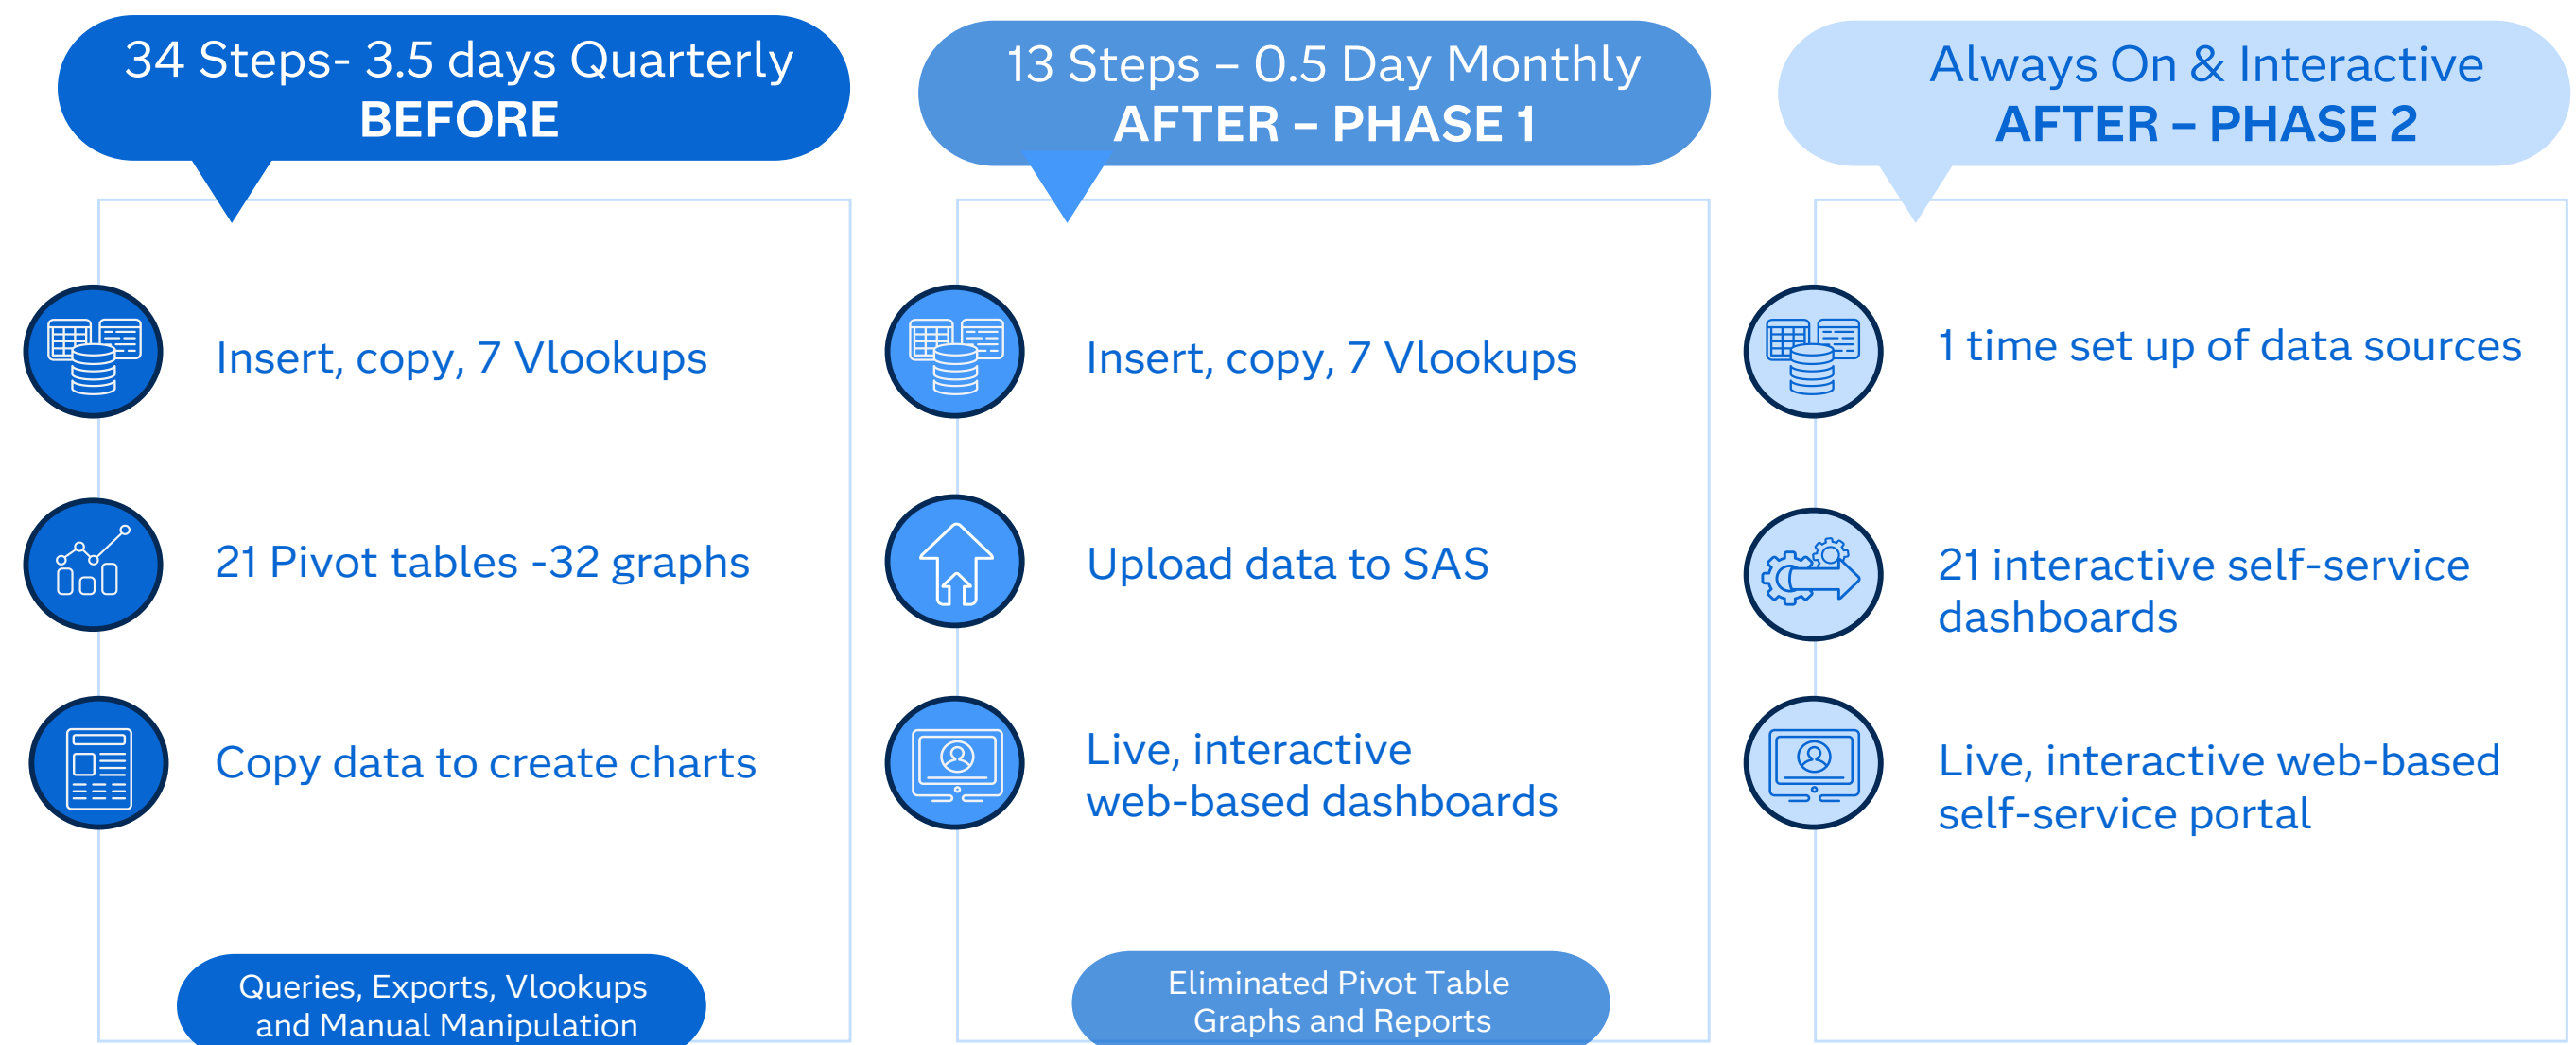 34 Steps- 3.5 days Quarterly
BEFORE
Insert, copy, 7 Vlookups
21 Pivot tables -32 graphs
Copy data to create charts
Queries, Exports, Vlookups
and Manual Manipulation
13 Steps – 0.5 Day Monthly
AFTER – PHASE 1
Insert, copy, 7 Vlookups
Upload data to SAS
Live, interactive
web-based dashboards
Eliminated Pivot Table
Graphs and Reports
Always On & Interactive
AFTER – PHASE 2
1 time set up of data sources
21 interactive self-service
dashboards
Live, interactive web-based
self-service portal